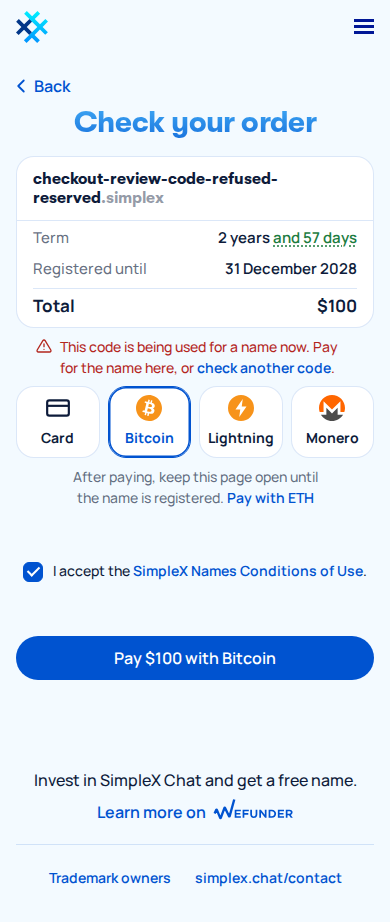 Back
Check your order
checkout-review-code-refused-
reserved.simplex
Term 2 years and 57 days
Registered until 31 December 2028
Total $100
This code is being used for a name now. Pay
for the name here, or check another code.
Card Bitcoin Lightning Monero
After paying, keep this page open until
the name is registered. Pay with ETH
I accept the SimpleX Names Conditions of Use.
Pay $100 with Bitcoin
Invest in SimpleX Chat and get a free name.
Learn more on WEFUNDER
Trademark owners simplex.chat/contact